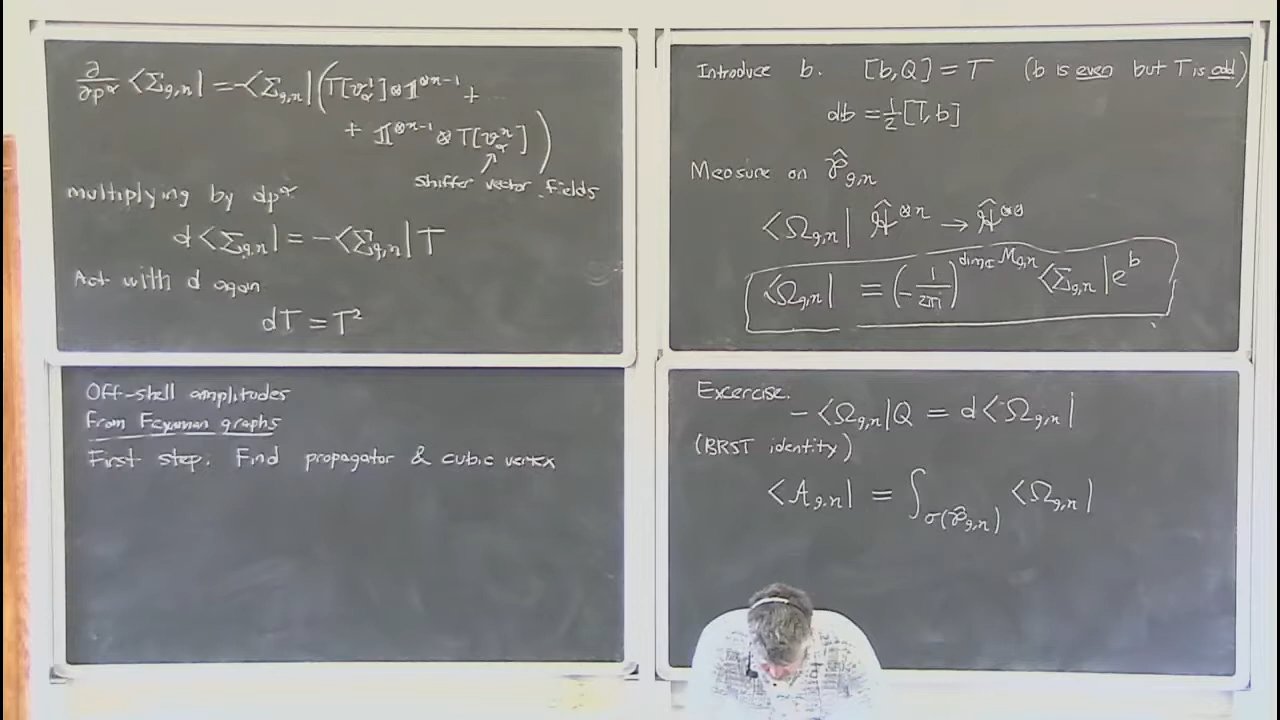 ∂/∂p^α ⟨Σ_{g,n}| = -⟨Σ_{g,n}| (T[v_α^1]⊗𝟙^{⊗n-1} + ...
+ 𝟙^{⊗n-1} ⊗ T[v_α^n])
Shiffer vector fields
multiplying by dp^α
d⟨Σ_{g,n}| = -⟨Σ_{g,n}| T
Act with d again
dT = T²
Off-shell amplitudes
From Feynman graphs
First step. Find propagator & cubic vertex
Introduce b. [b,Q] = T (b is even but T is odd)
db = ½[T,b]
Measure on 𝒫̂_{g,n}
⟨Ω_{g,n}| ℋ̂^{⊗n} → ℋ̂^{⊗0}
⟨Ω_{g,n}| = (-1/2πi)^{dim_ℂ M_{g,n}} ⟨Σ_{g,n}| e^b
Excercise.
-⟨Ω_{g,n}|Q = d⟨Ω_{g,n}|
(BRST identity)
⟨A_{g,n}| = ∫_{σ(𝒫̂_{g,n})} ⟨Ω_{g,n}|